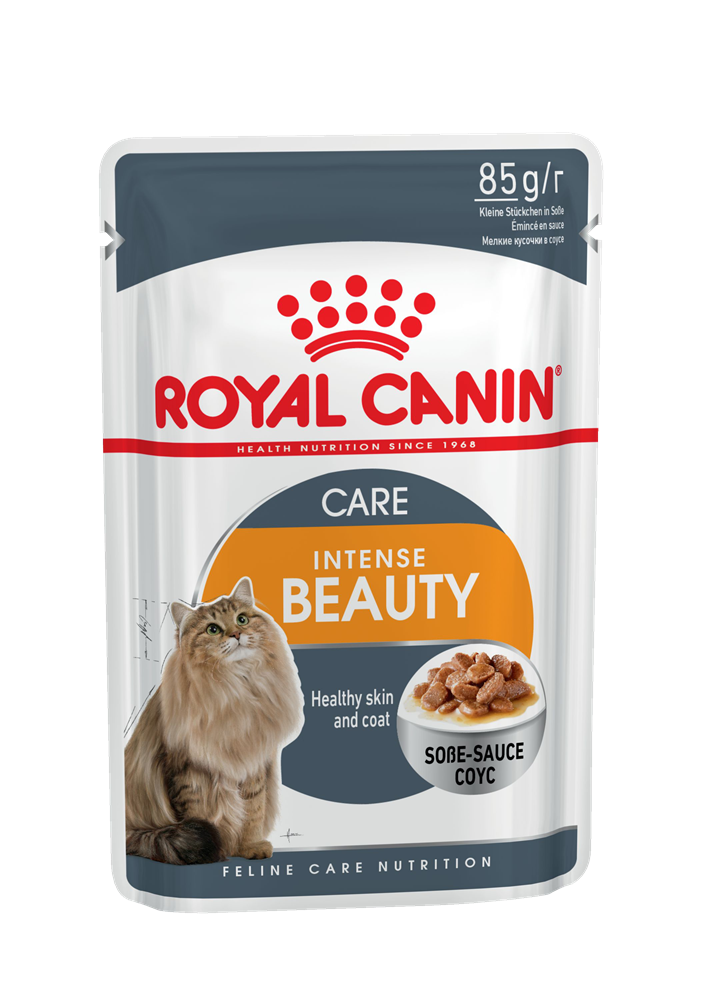 85g/г
Kleine Stückchen in Soße
Émincé en sauce
Мелкие кусочки в соусе
ROYAL CANIN®
HEALTH NUTRITION SINCE 1968
CARE
INTENSE
BEAUTY
Healthy skin
and coat
SOßE-SAUCE
СОУС
FELINE CARE NUTRITION